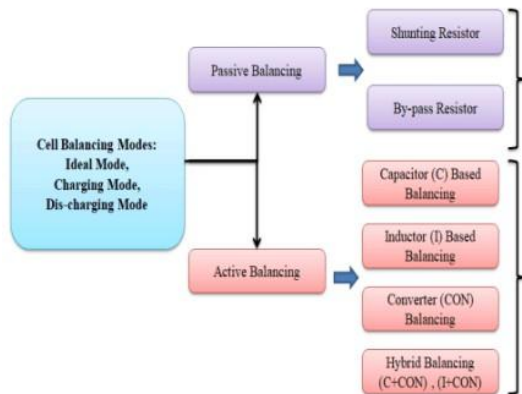 Cell Balancing Modes:
Ideal Mode,
Charging Mode,
Dis-charging Mode
Passive Balancing
Shunting Resistor
By-pass Resistor
Active Balancing
Capacitor (C) Based
Balancing
Inductor (I) Based
Balancing
Converter (CON)
Balancing
Hybrid Balancing
(C+CON) , (I+CON)